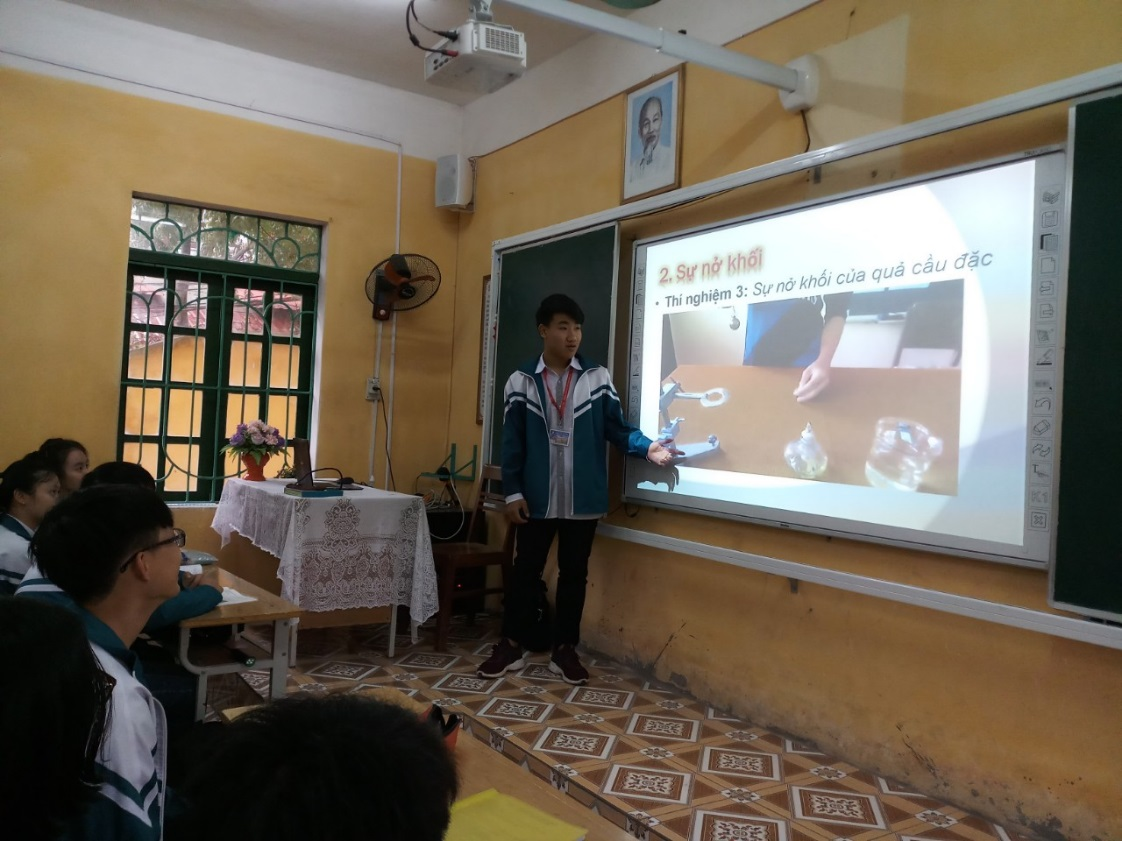 2. Sự nở khối
• Thí nghiệm 3: Sự nở khối của quả cầu đặc